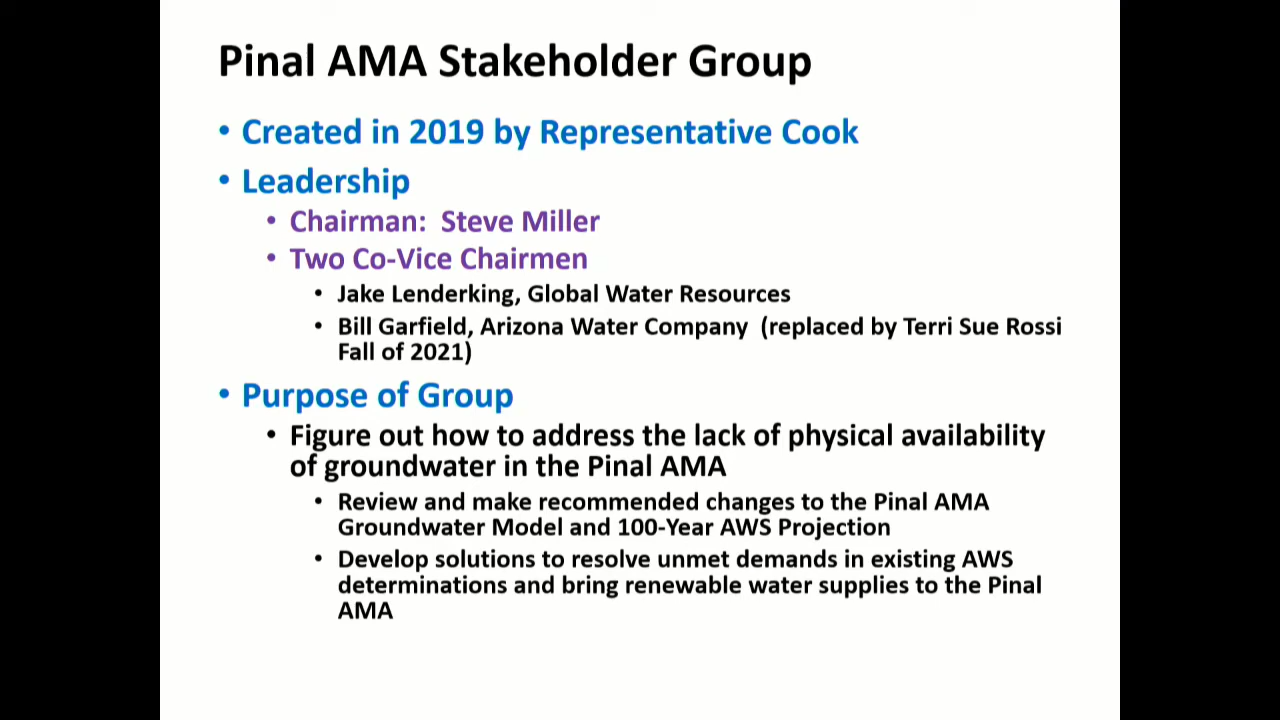 Pinal AMA Stakeholder Group
• Created in 2019 by Representative Cook
• Leadership
• Chairman:  Steve Miller
• Two Co-Vice Chairmen
• Jake Lenderking, Global Water Resources
• Bill Garfield, Arizona Water Company  (replaced by Terri Sue Rossi
Fall of 2021)
• Purpose of Group
• Figure out how to address the lack of physical availability
of groundwater in the Pinal AMA
• Review and make recommended changes to the Pinal AMA
Groundwater Model and 100-Year AWS Projection
• Develop solutions to resolve unmet demands in existing AWS
determinations and bring renewable water supplies to the Pinal
AMA